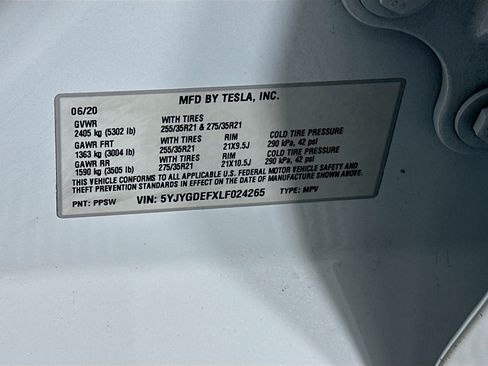 MFD BY TESLA, INC.
06/20
GVWR WITH TIRES
2405 kg (5302 lb) 255/35R21 & 275/35R21
GAWR FRT WITH TIRES RIM COLD TIRE PRESSURE
1363 kg (3004 lb) 255/35R21 21X9.5J 290 kPa, 42 psi
GAWR RR WITH TIRES RIM COLD TIRE PRESSURE
1590 kg (3505 lb) 275/35R21 21X10.5J 290 kPa, 42 psi
THIS VEHICLE CONFORMS TO ALL APPLICABLE U.S. FEDERAL MOTOR VEHICLE SAFETY AND
THEFT PREVENTION STANDARDS IN EFFECT ON THE DATE OF MANUFACTURE SHOWN ABOVE.
PNT: PPSW VIN: 5YJYGDEFXLF024265 TYPE: MPV